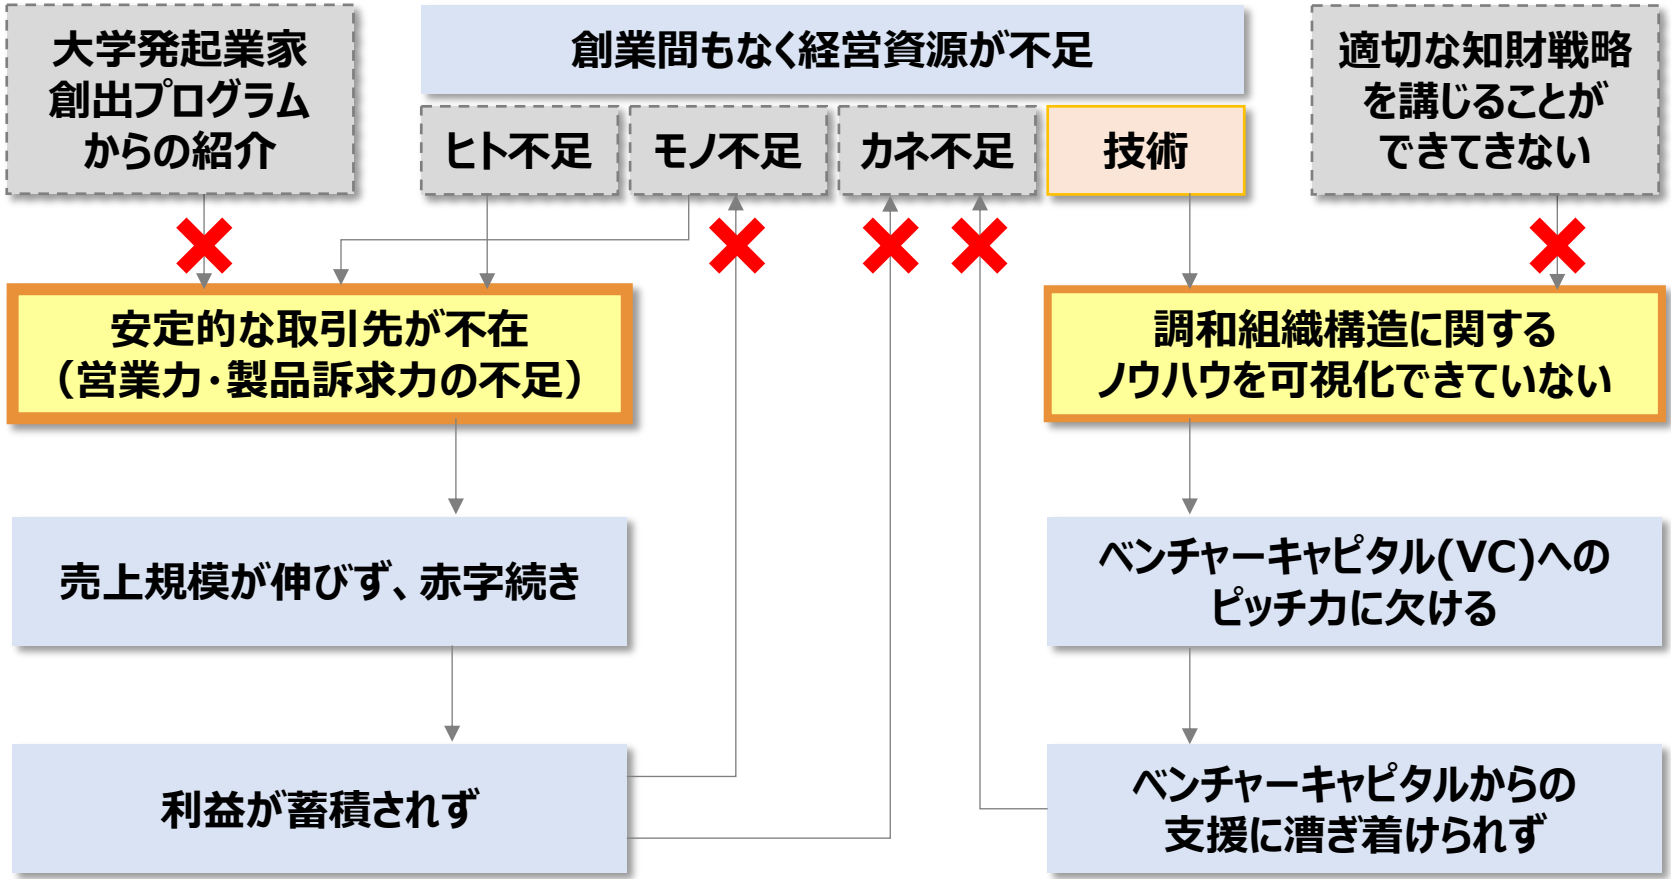 大学発起業家
創出プログラム
からの紹介
創業間もなく経営資源が不足
ヒト不足
モノ不足
カネ不足
技術
適切な知財戦略
を講じることが
できてきない
安定的な取引先が不在
（営業力・製品訴求力の不足）
調和組織構造に関する
ノウハウを可視化できていない
売上規模が伸びず、赤字続き
ベンチャーキャピタル(VC)への
ピッチ力に欠ける
利益が蓄積されず
ベンチャーキャピタルからの
支援に漕ぎ着けられず